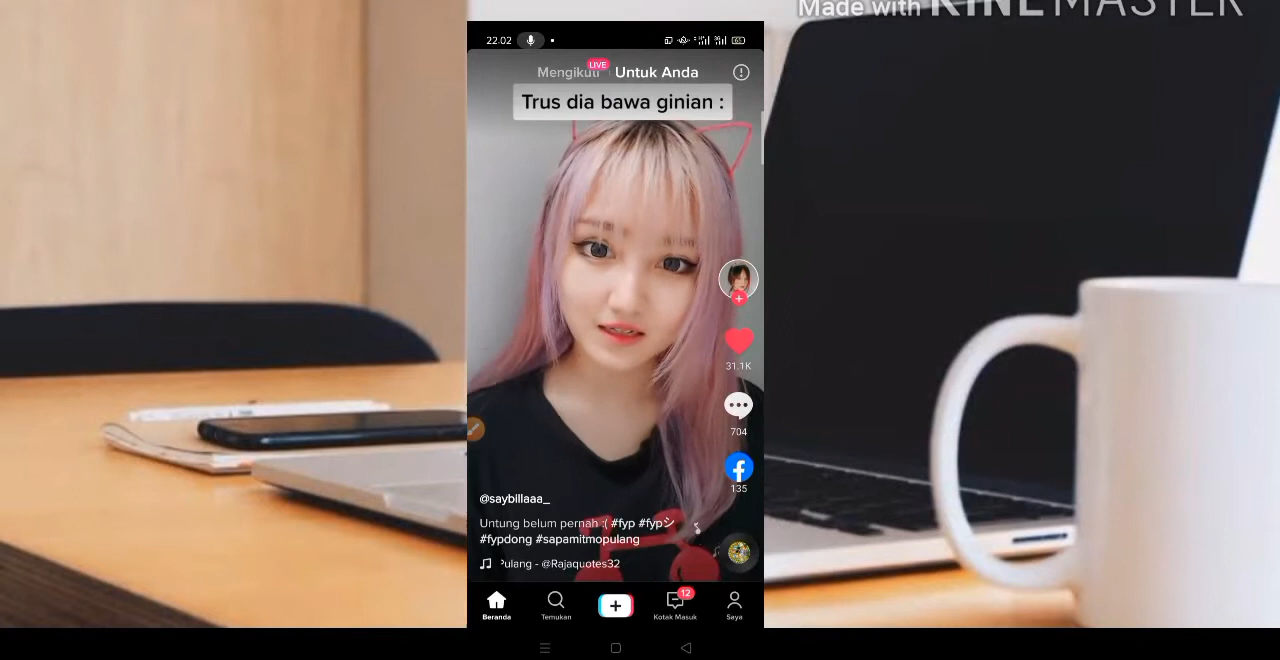 Made with KINEMASTER
22.02
LIVE
Mengikuti Untuk Anda
Trus dia bawa ginian :
31.1K
704
135
@saybillaaa_
Untung belum pernah :( #fyp #fypシ
#fypdong #sapamitmopulang
Pulang - @Rajaquotes32
12
Beranda Temukan Kotak Masuk Saya